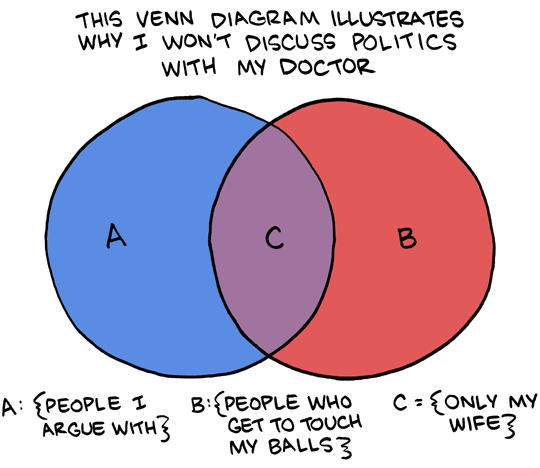 THIS VENN DIAGRAM ILLUSTRATES
WHY I WON'T DISCUSS POLITICS
WITH MY DOCTOR
A
C
B
A: {PEOPLE I
ARGUE WITH}
B:{PEOPLE WHO
GET TO TOUCH
MY BALLS}
C = {ONLY MY
WIFE}